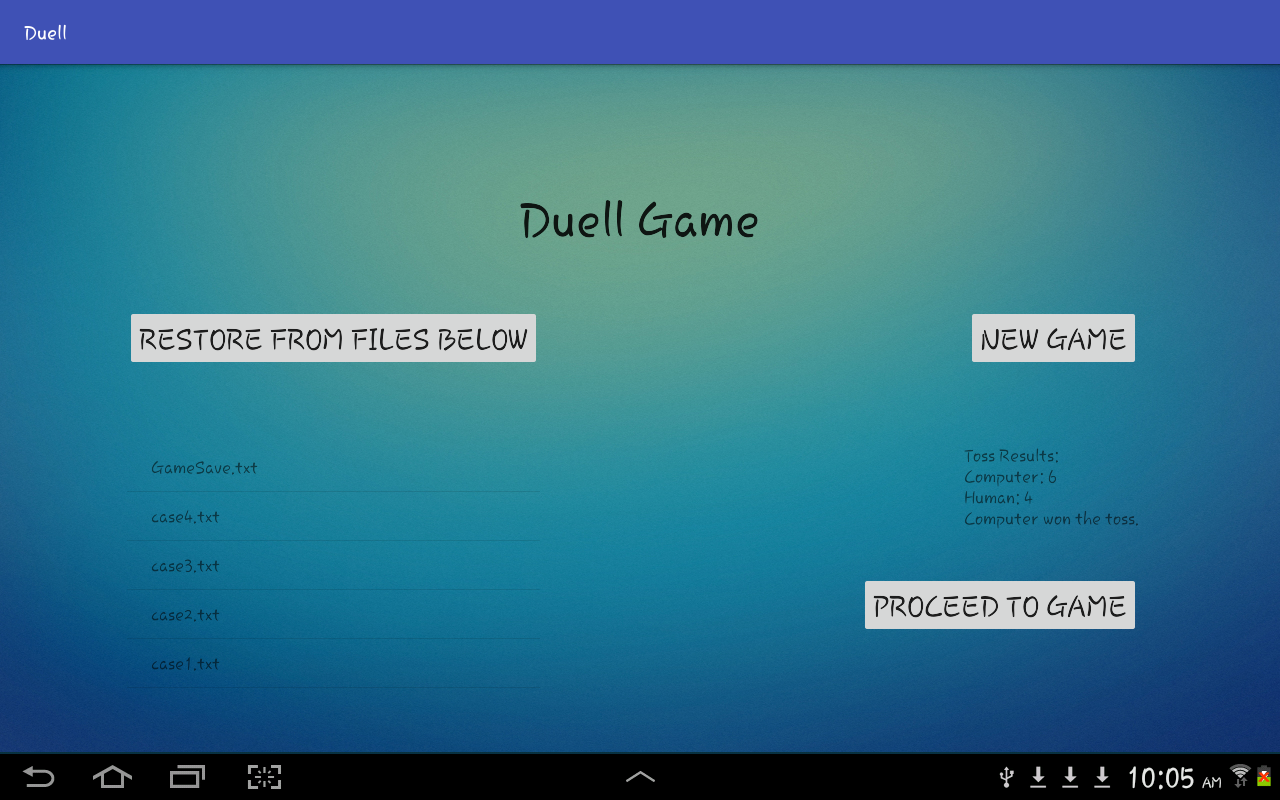 Duell
Duell Game
RESTORE FROM FILES BELOW
NEW GAME
GameSave.txt
case4.txt
case3.txt
case2.txt
case1.txt
Toss Results:
Computer: 6
Human: 4
Computer won the toss.
PROCEED TO GAME
10:05 AM